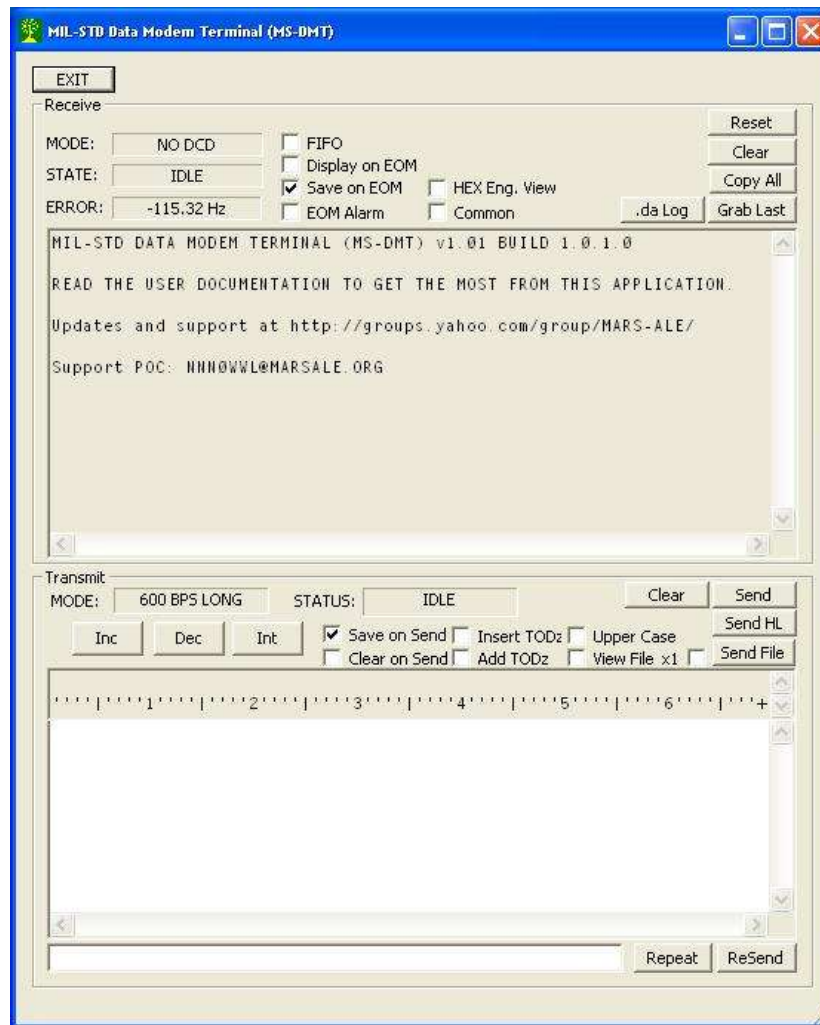 MIL-STD Data Modem Terminal (MS-DMT)
EXIT
Receive
Reset
MODE: NO DCD FIFO
Clear
Display on EOM
STATE: IDLE
Copy All
Save on EOM HEX Eng. View
ERROR: -115.32 Hz EOM Alarm Common .da Log Grab Last
MIL-STD DATA MODEM TERMINAL (MS-DMT) v1.01 BUILD 1.0.1.0
READ THE USER DOCUMENTATION TO GET THE MOST FROM THIS APPLICATION.
Updates and support at http://groups.yahoo.com/group/MARS-ALE/
Support POC: NNN0WWL@MARSALE.ORG
Transmit
MODE: 600 BPS LONG STATUS: IDLE Clear Send
Send HL
Inc Dec Int Save on Send Insert TODz Upper Case
Clear on Send Add TODz View File x1 Send File
''''|''''1''''|''''2''''|''''3''''|''''4''''|''''5''''|''''6''''|'''+
Repeat ReSend